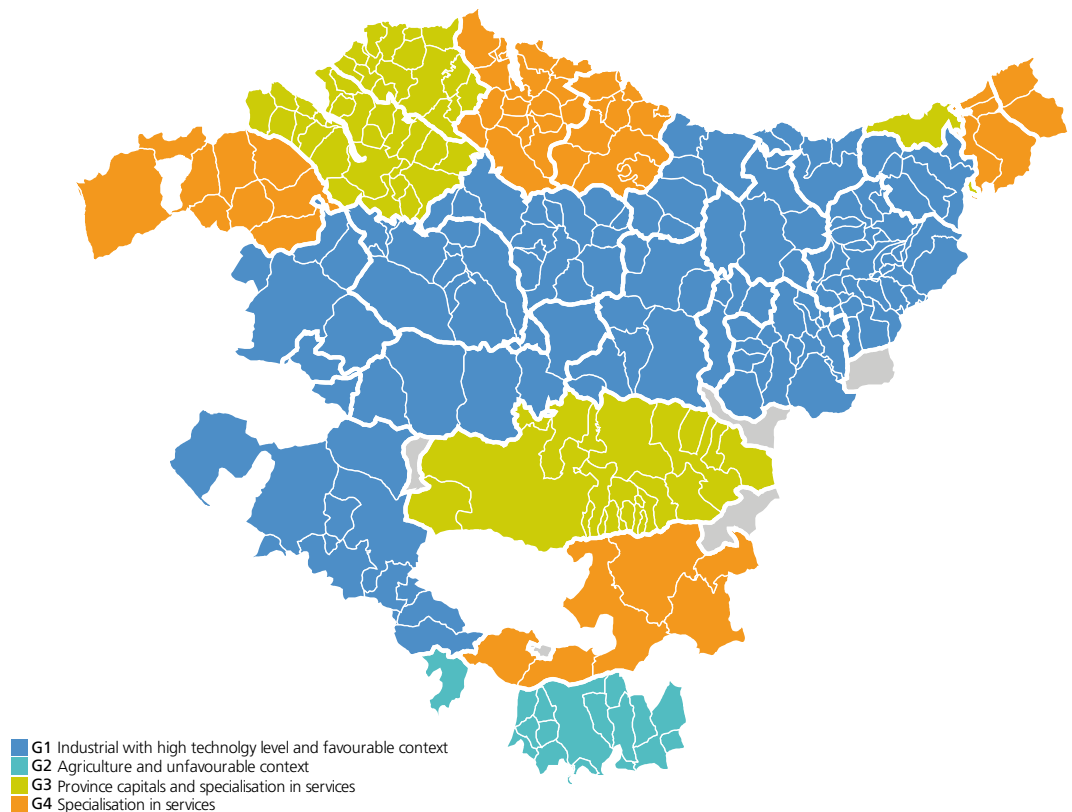 G1 Industrial with high technolgy level and favourable context
G2 Agriculture and unfavourable context
G3 Province capitals and specialisation in services
G4 Specialisation in services